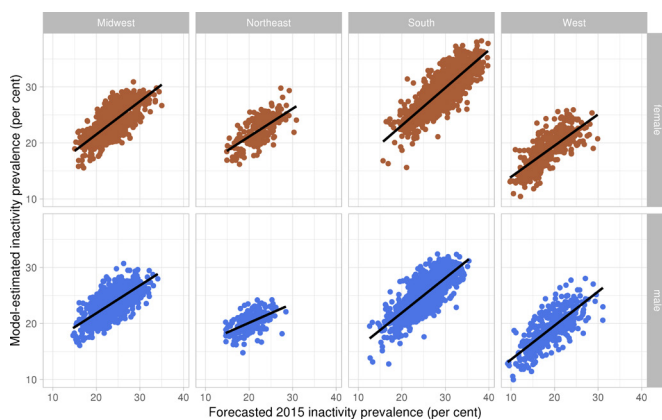 Midwest Northeast South West
Model-estimated inactivity prevalence (per cent)
30
20
10
female
30
20
10
male
10 20 30 40 10 20 30 40 10 20 30 40 10 20 30 40
Forecasted 2015 inactivity prevalence (per cent)